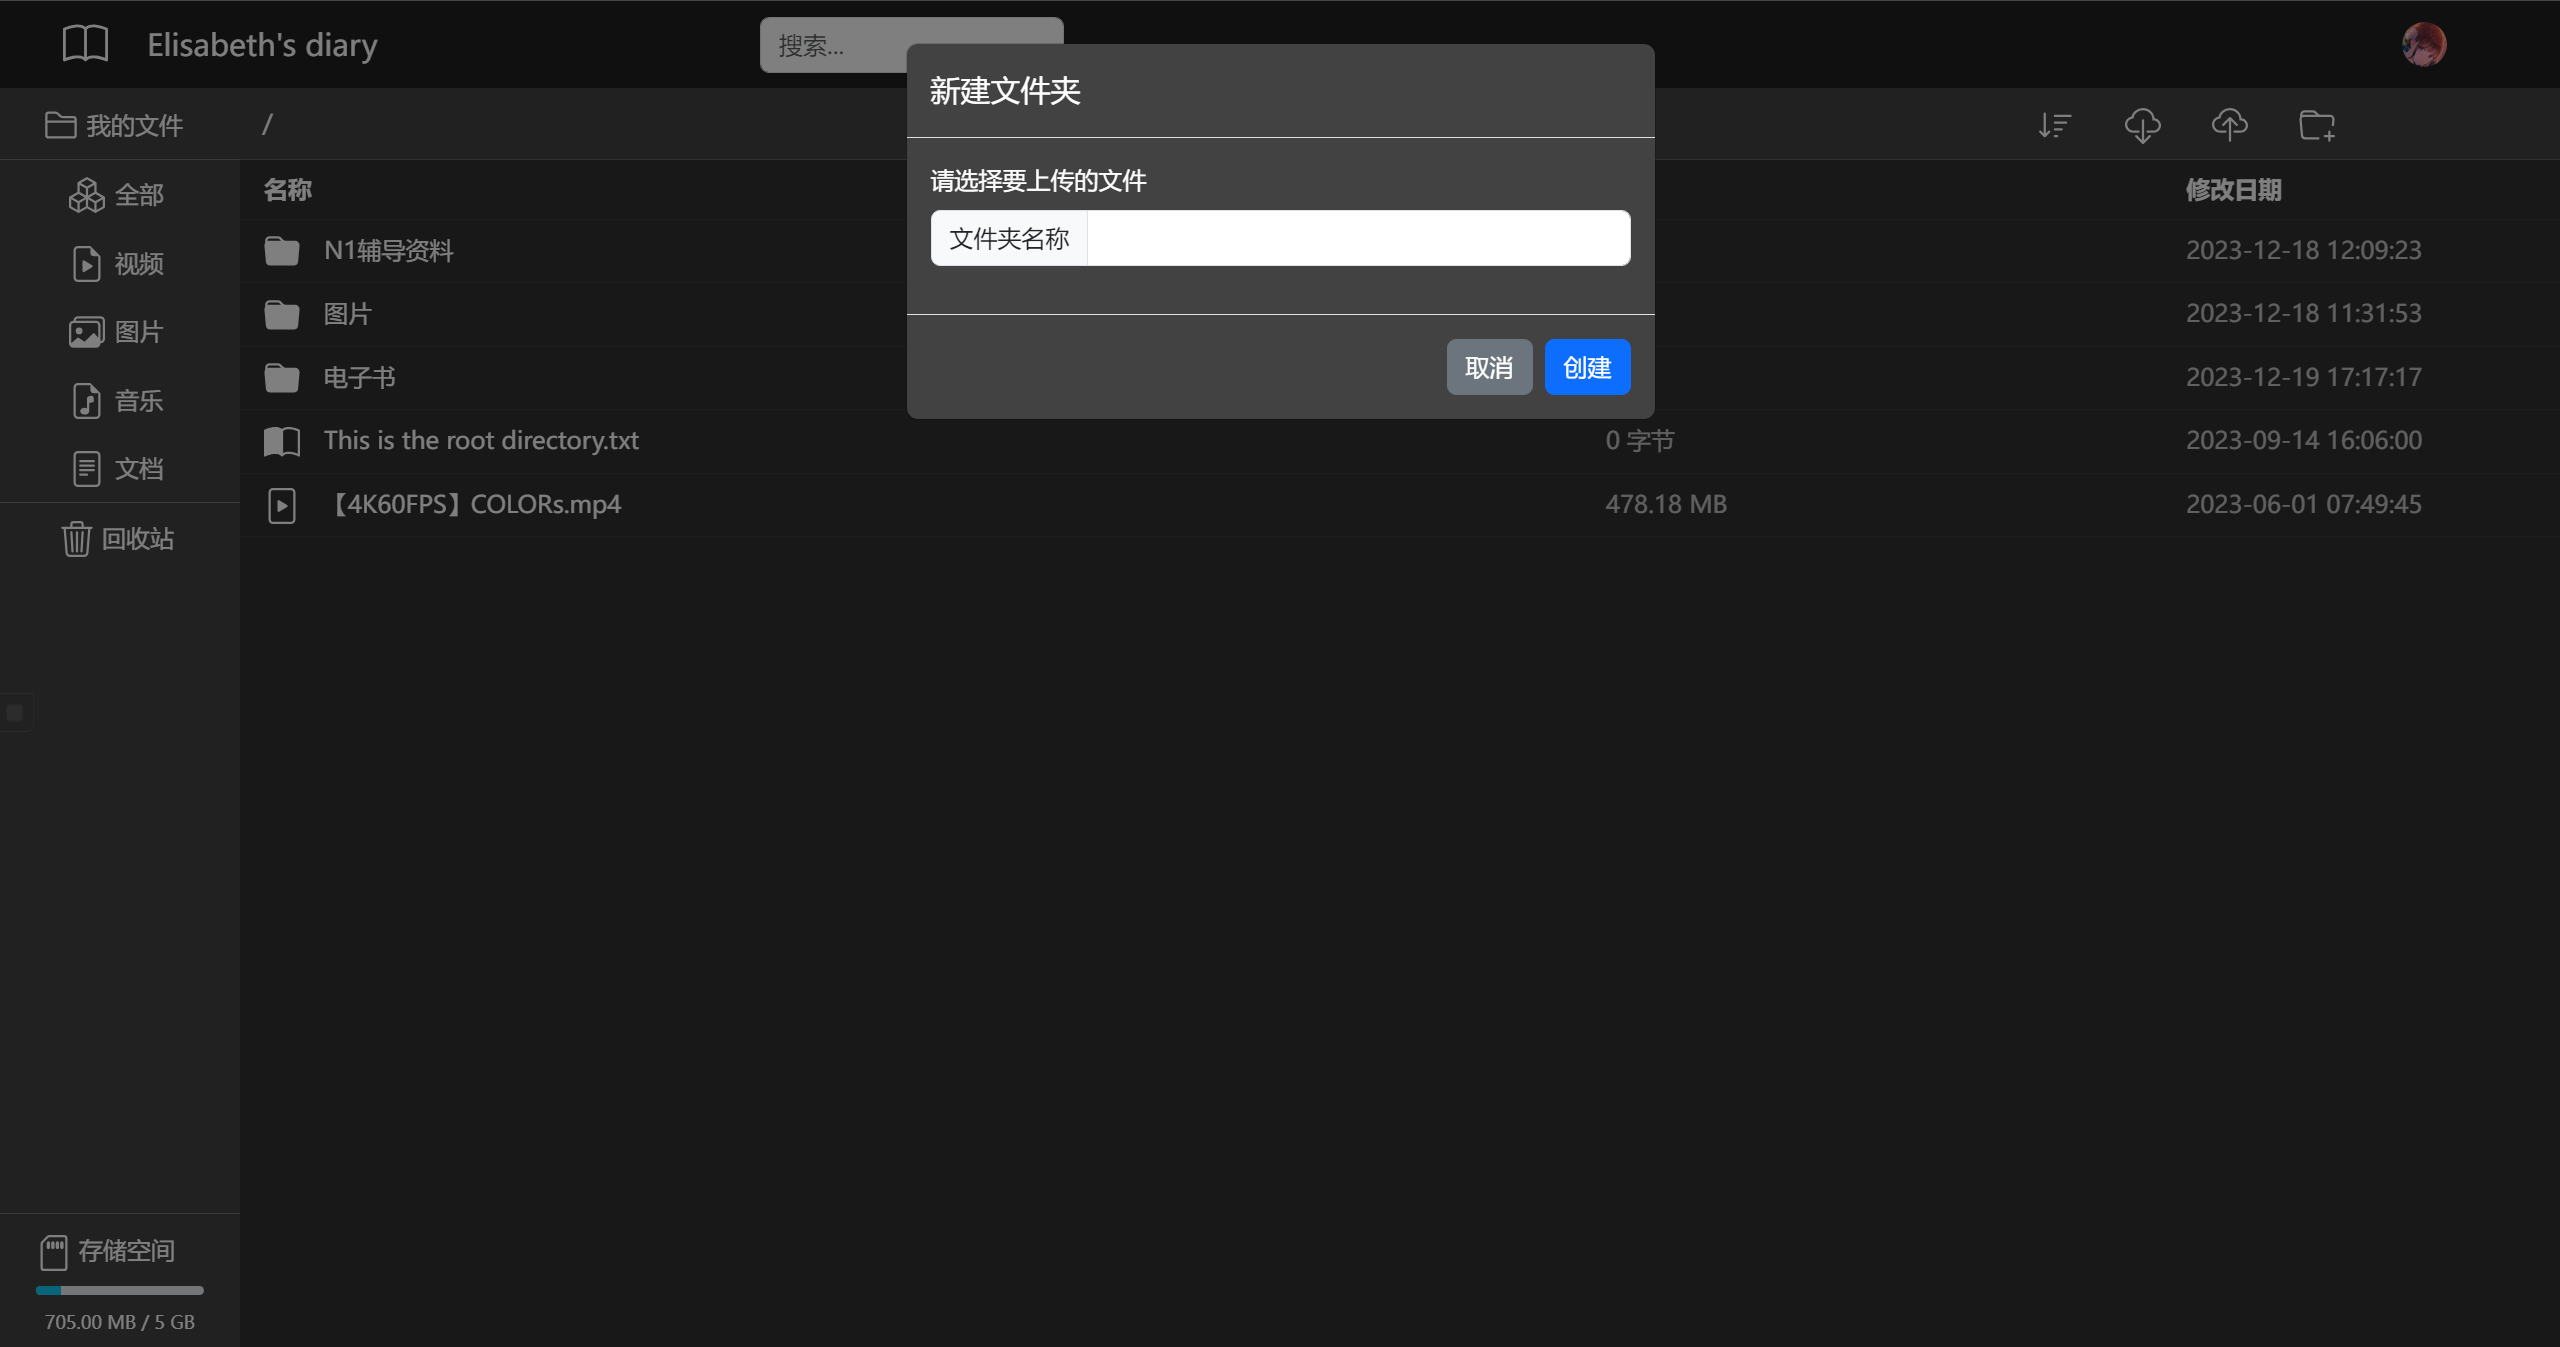 Elisabeth's diary
搜索...
新建文件夹
请选择要上传的文件
文件夹名称
取消
创建
我的文件
/
全部
视频
图片
音乐
文档
回收站
名称 修改日期
N1辅导资料 2023-12-18 12:09:23
图片 2023-12-18 11:31:53
电子书 2023-12-19 17:17:17
This is the root directory.txt 0 字节 2023-09-14 16:06:00
【4K60FPS】COLORs.mp4 478.18 MB 2023-06-01 07:49:45
存储空间
705.00 MB / 5 GB